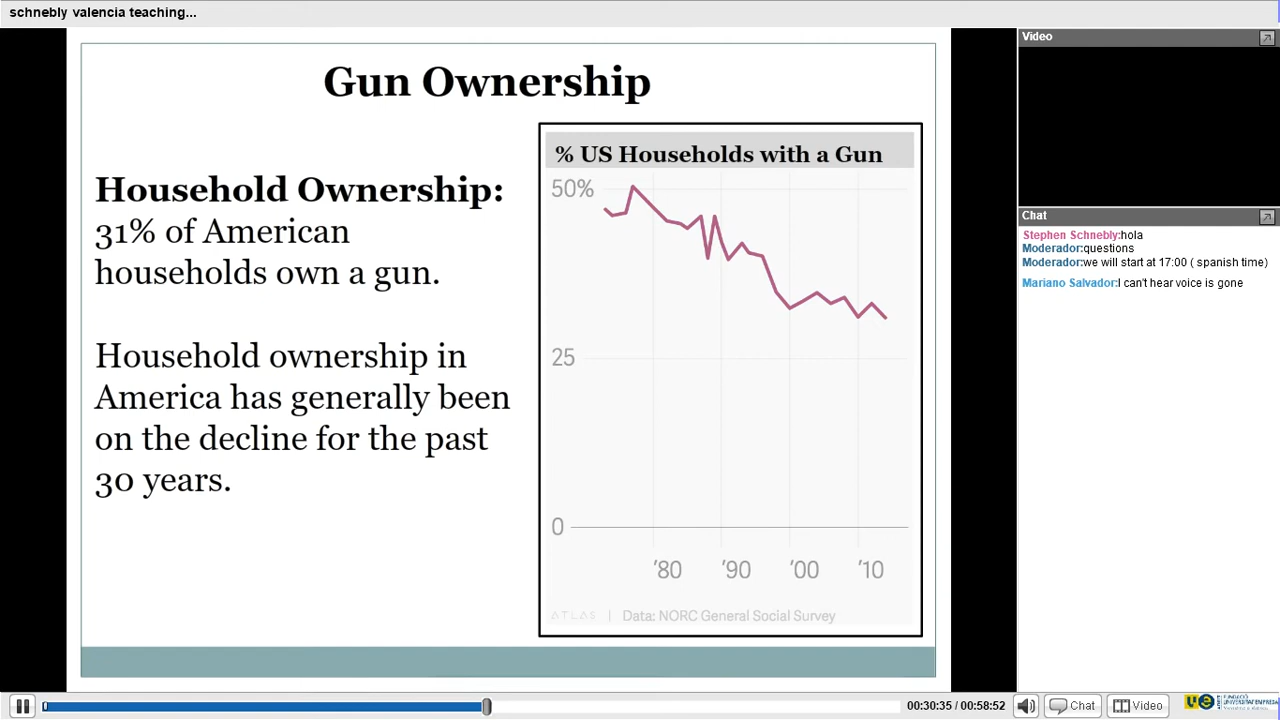 schnebly valencia teaching...
Gun Ownership
Household Ownership:
31% of American
households own a gun.
Household ownership in
America has generally been
on the decline for the past
30 years.
% US Households with a Gun
50%
25
0
'80 '90 '00 '10
ATLAS | Data: NORC General Social Survey
Video
Chat
Stephen Schnebly:hola
Moderador:questions
Moderador:we will start at 17:00 ( spanish time)
Mariano Salvador:I can't hear voice is gone
00:30:35 / 00:58:52
Chat
Video